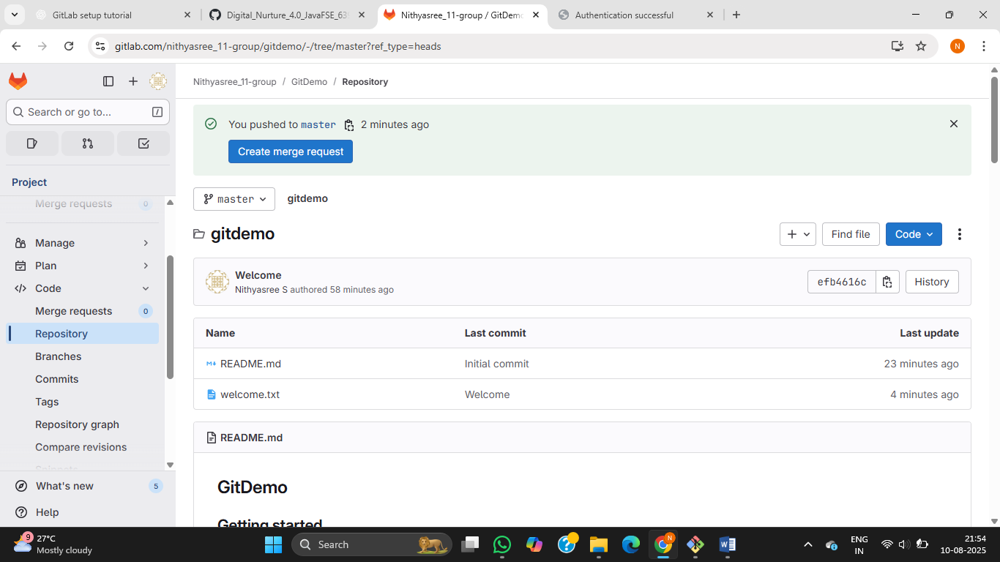 GitLab setup tutorial
Digital_Nurture_4.0_JavaFSE_63
Nithyasree_11-group / GitDemo
Authentication successful
gitlab.com/nithyasree_11-group/gitdemo/-/tree/master?ref_type=heads
N
Search or go to...
/
Project
Merge requests 0
Manage
Plan
Code
Merge requests 0
Repository
Branches
Commits
Tags
Repository graph
Compare revisions
Snippets
What's new 5
Help
Nithyasree_11-group / GitDemo / Repository
You pushed to master 2 minutes ago
Create merge request
master gitdemo
gitdemo
Find file Code
Welcome
Nithyasree S authored 58 minutes ago
efb4616c History
Name Last commit Last update
README.md Initial commit 23 minutes ago
welcome.txt Welcome 4 minutes ago
README.md
GitDemo
Getting started
9
27°C
Mostly cloudy
Search
N
ENG
IN
21:54
10-08-2025